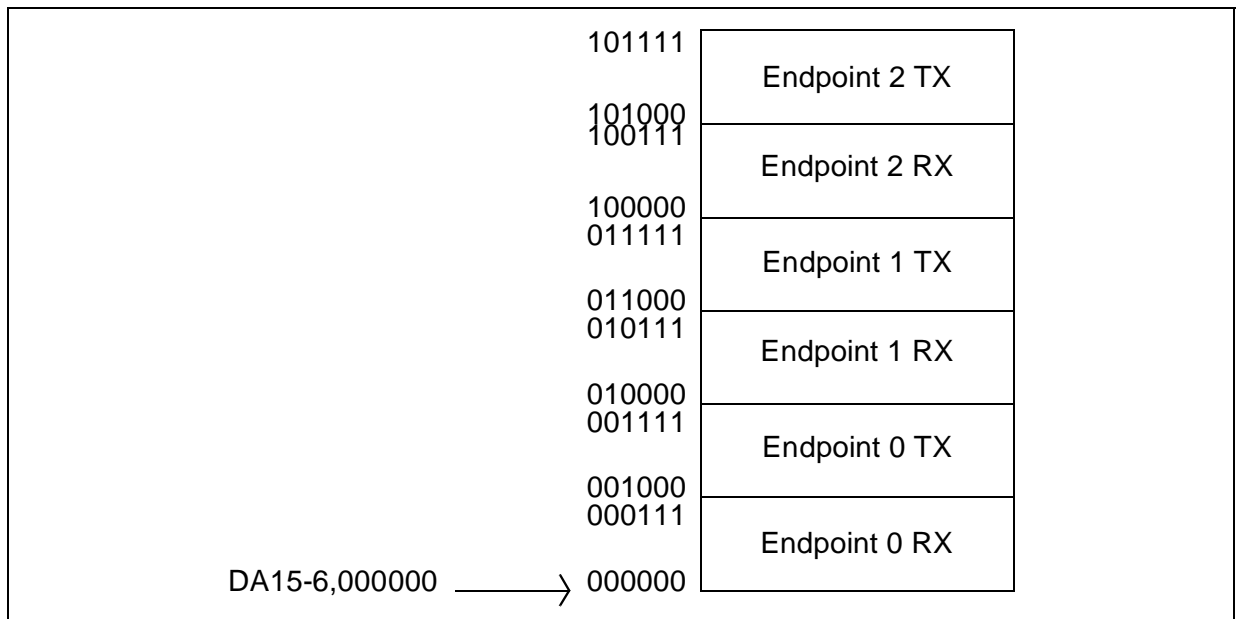 101111
Endpoint 2 TX
101000
100111
Endpoint 2 RX
100000
011111
Endpoint 1 TX
011000
010111
Endpoint 1 RX
010000
001111
Endpoint 0 TX
001000
000111
Endpoint 0 RX
DA15-6,000000 000000